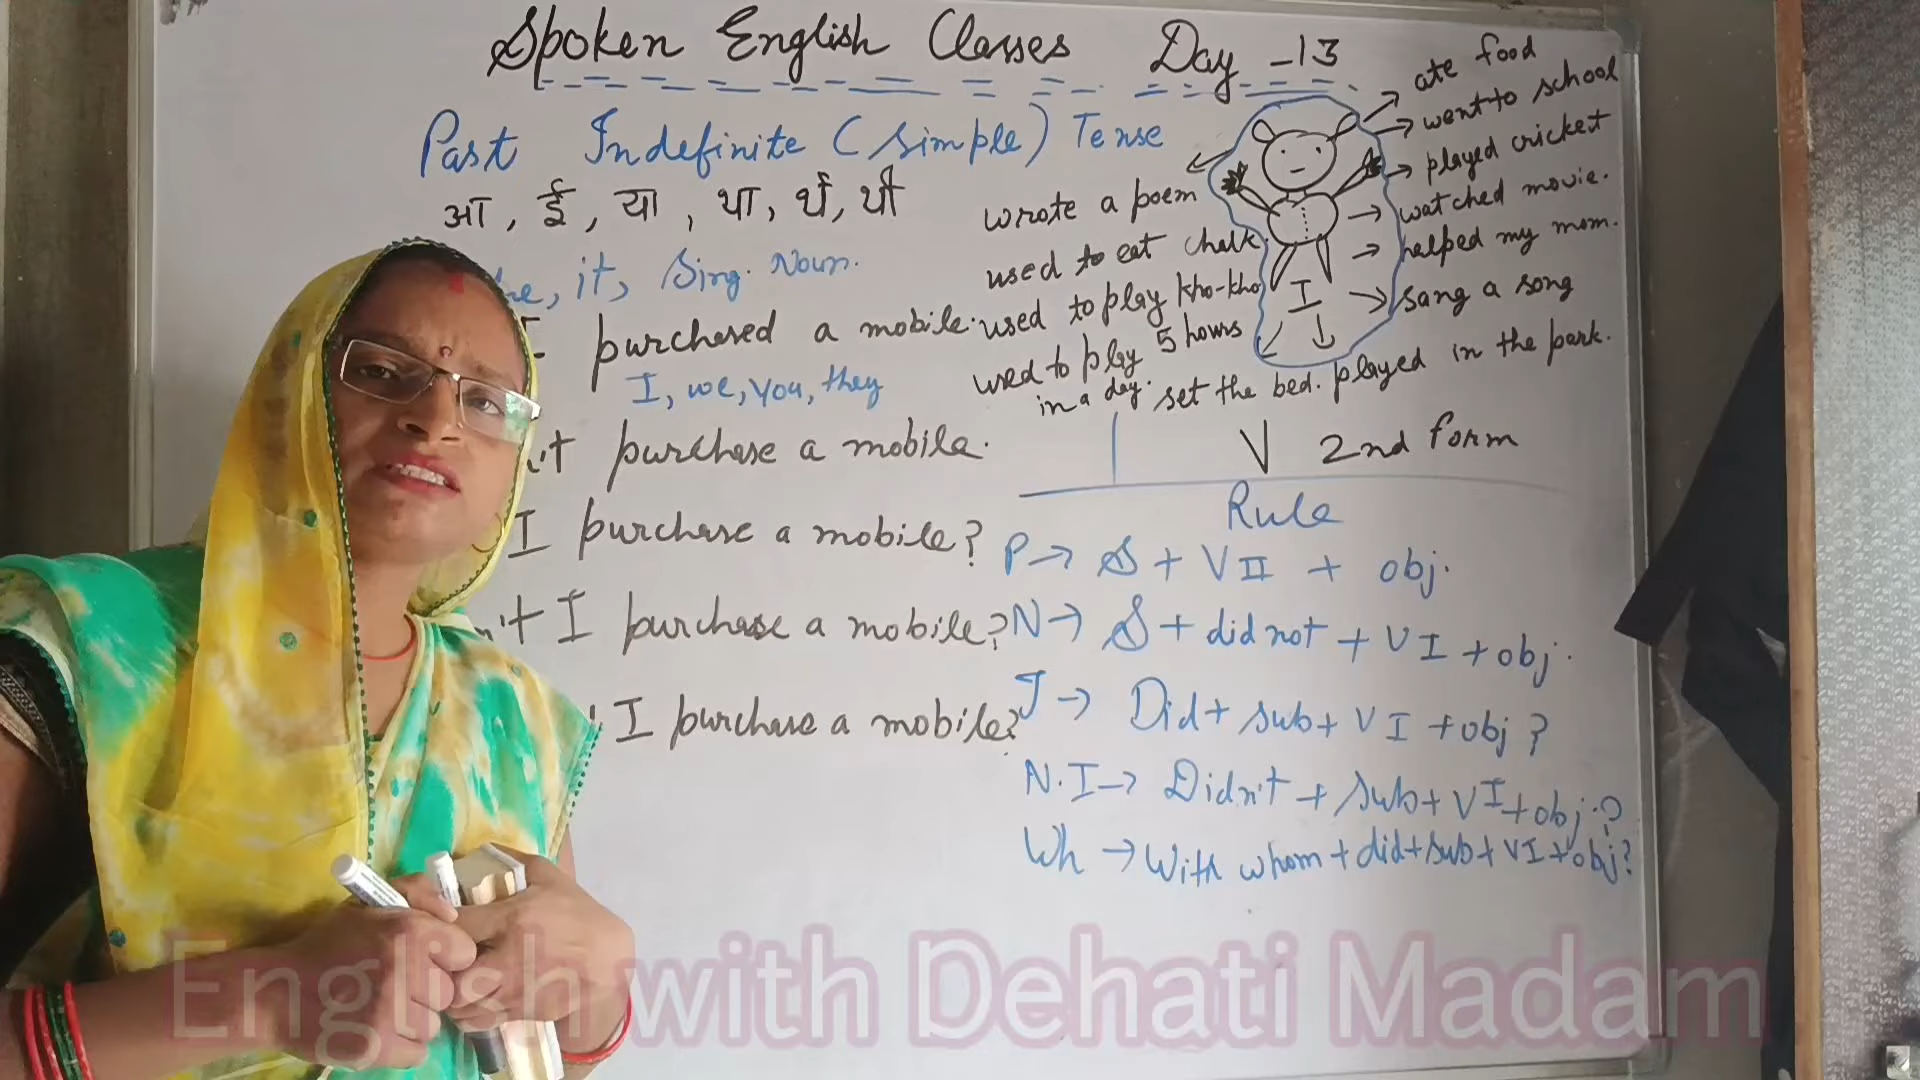 Spoken English Classes Day -13
Past Indefinite (Simple) Tense
आ, ई, या, था, थे, थी
he, it, Sing. Noun.
I purchased a mobile.
I, we, you, they
n't purchase a mobile.
I purchase a mobile?
n't I purchase a mobile?
I purchase a mobile?
ate food
went to school
played cricket
watched movie.
helped my mom.
sang a song
played in the park.
set the bed.
wrote a poem
used to eat chalk
used to play kho-kho
used to play 5 hours
in a day.
I
V 2nd form
Rule
P→ S + V II + obj.
N→ S + did not + V I + obj.
I → Did + sub + V I + obj ?
N.I→ Didn't + sub + V I + obj.?
Wh → With whom + did + sub + V I + obj?
English with Dehati Madam